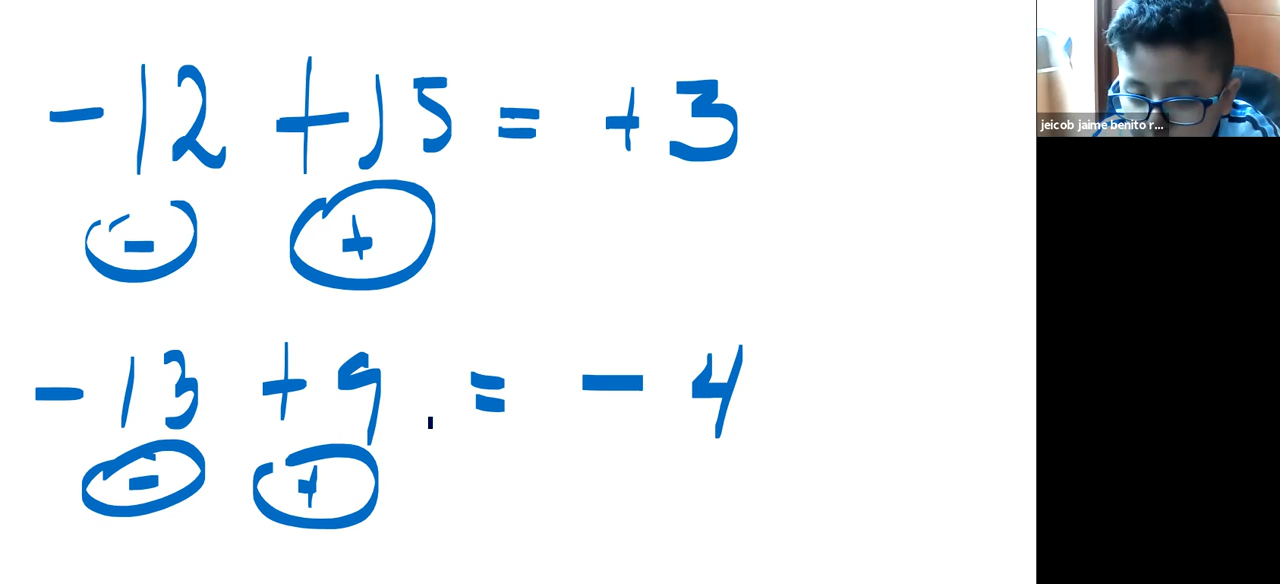 -12 +15 = +3
- +
-13 +9 = -4
- +
jeicob jaime benito r...